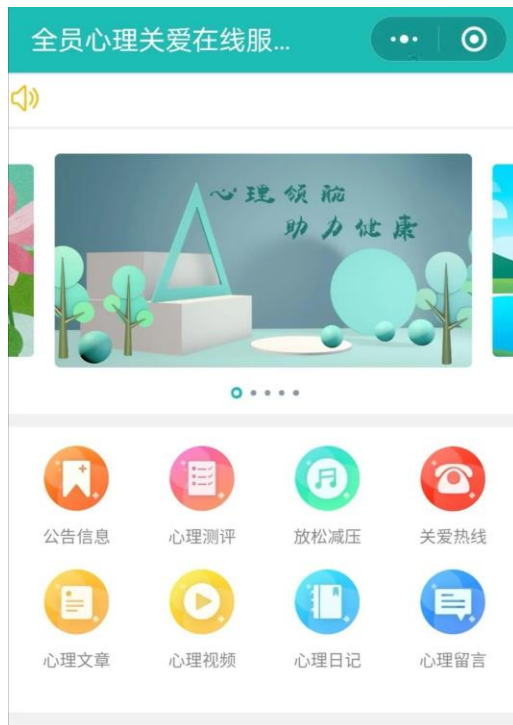 全员心理关爱在线服...
心理领航
助力健康
公告信息 心理测评 放松减压 关爱热线
心理文章 心理视频 心理日记 心理留言